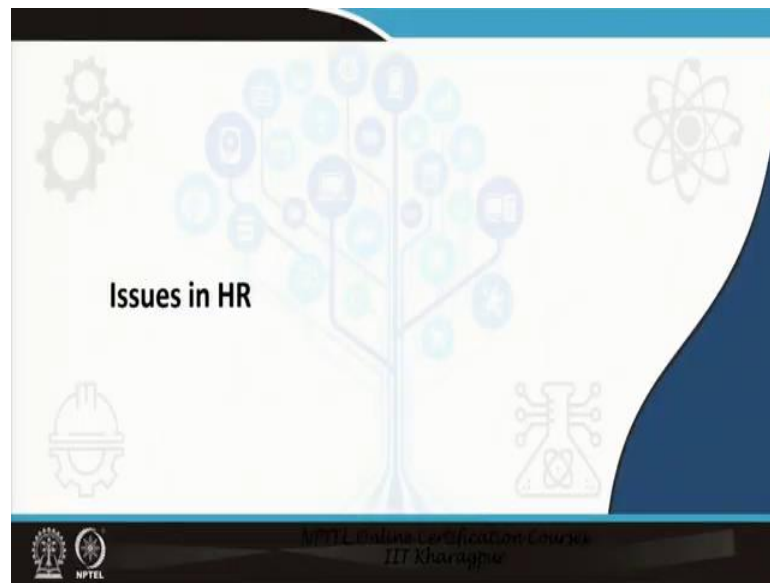 Issues in HR
NPTEL Online Certification Courses
IIT Kharagpur
NPTEL